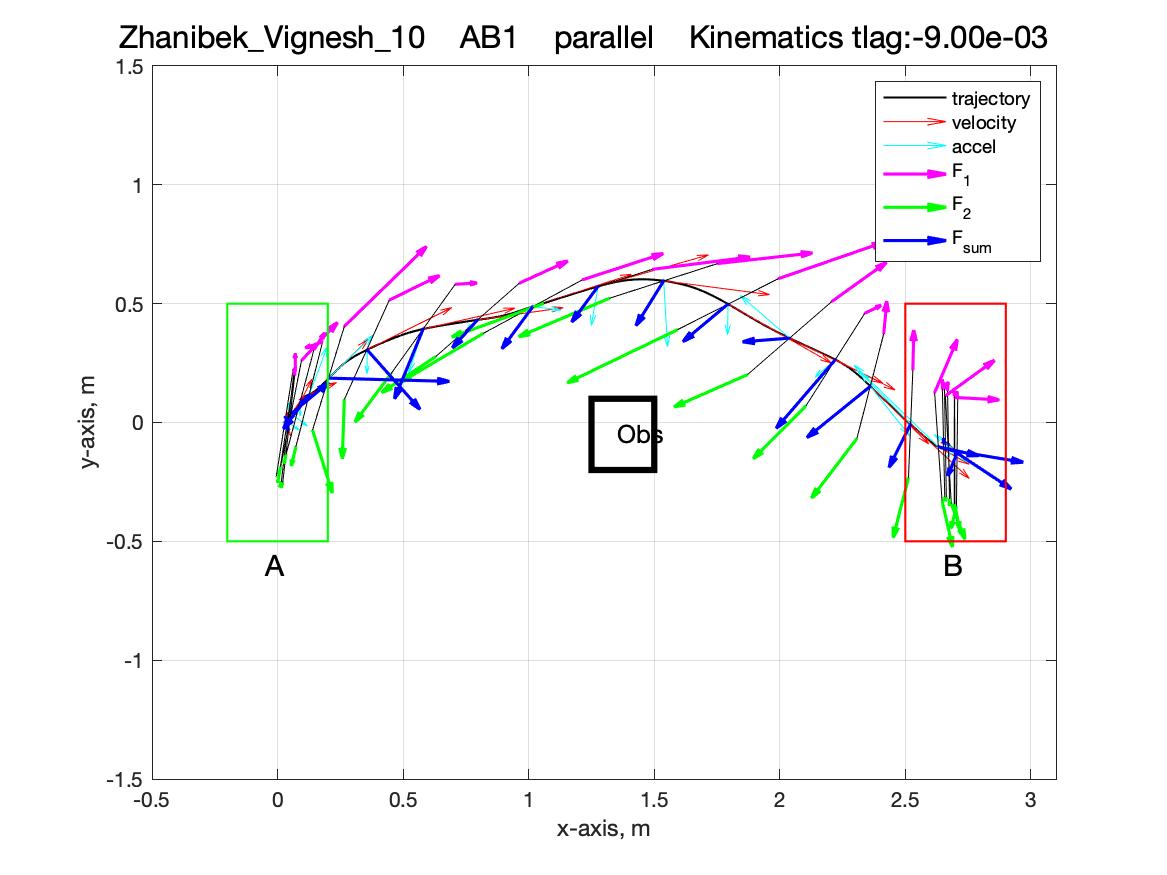 Zhanibek_Vignesh_10 AB1 parallel Kinematics tlag:-9.00e-03
1.5
1
0.5
0
-0.5
-1
-1.5
y-axis, m
trajectory
velocity
accel
F1
F2
Fsum
Obs
A
B
-0.5 0 0.5 1 1.5 2 2.5 3
x-axis, m